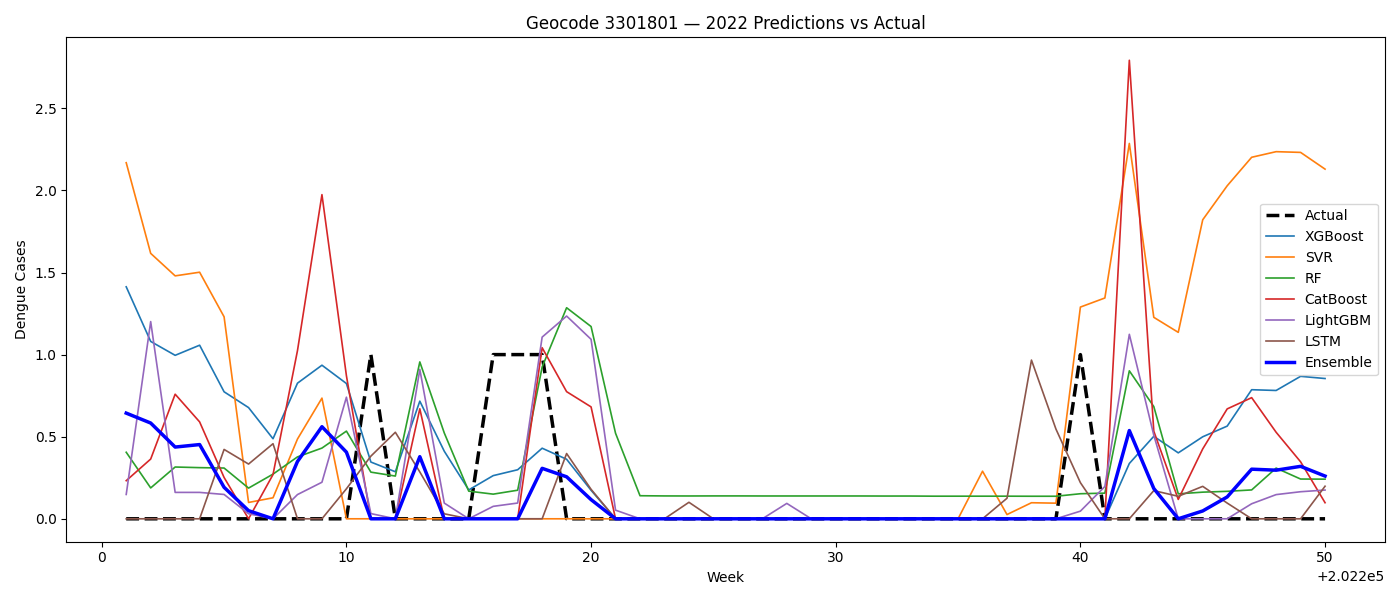 Geocode 3301801 — 2022 Predictions vs Actual
Dengue Cases
2.5
2.0
1.5
1.0
0.5
0.0
Actual
XGBoost
SVR
RF
CatBoost
LightGBM
LSTM
Ensemble
0 10 20 30 40 50
Week
+2.022e5